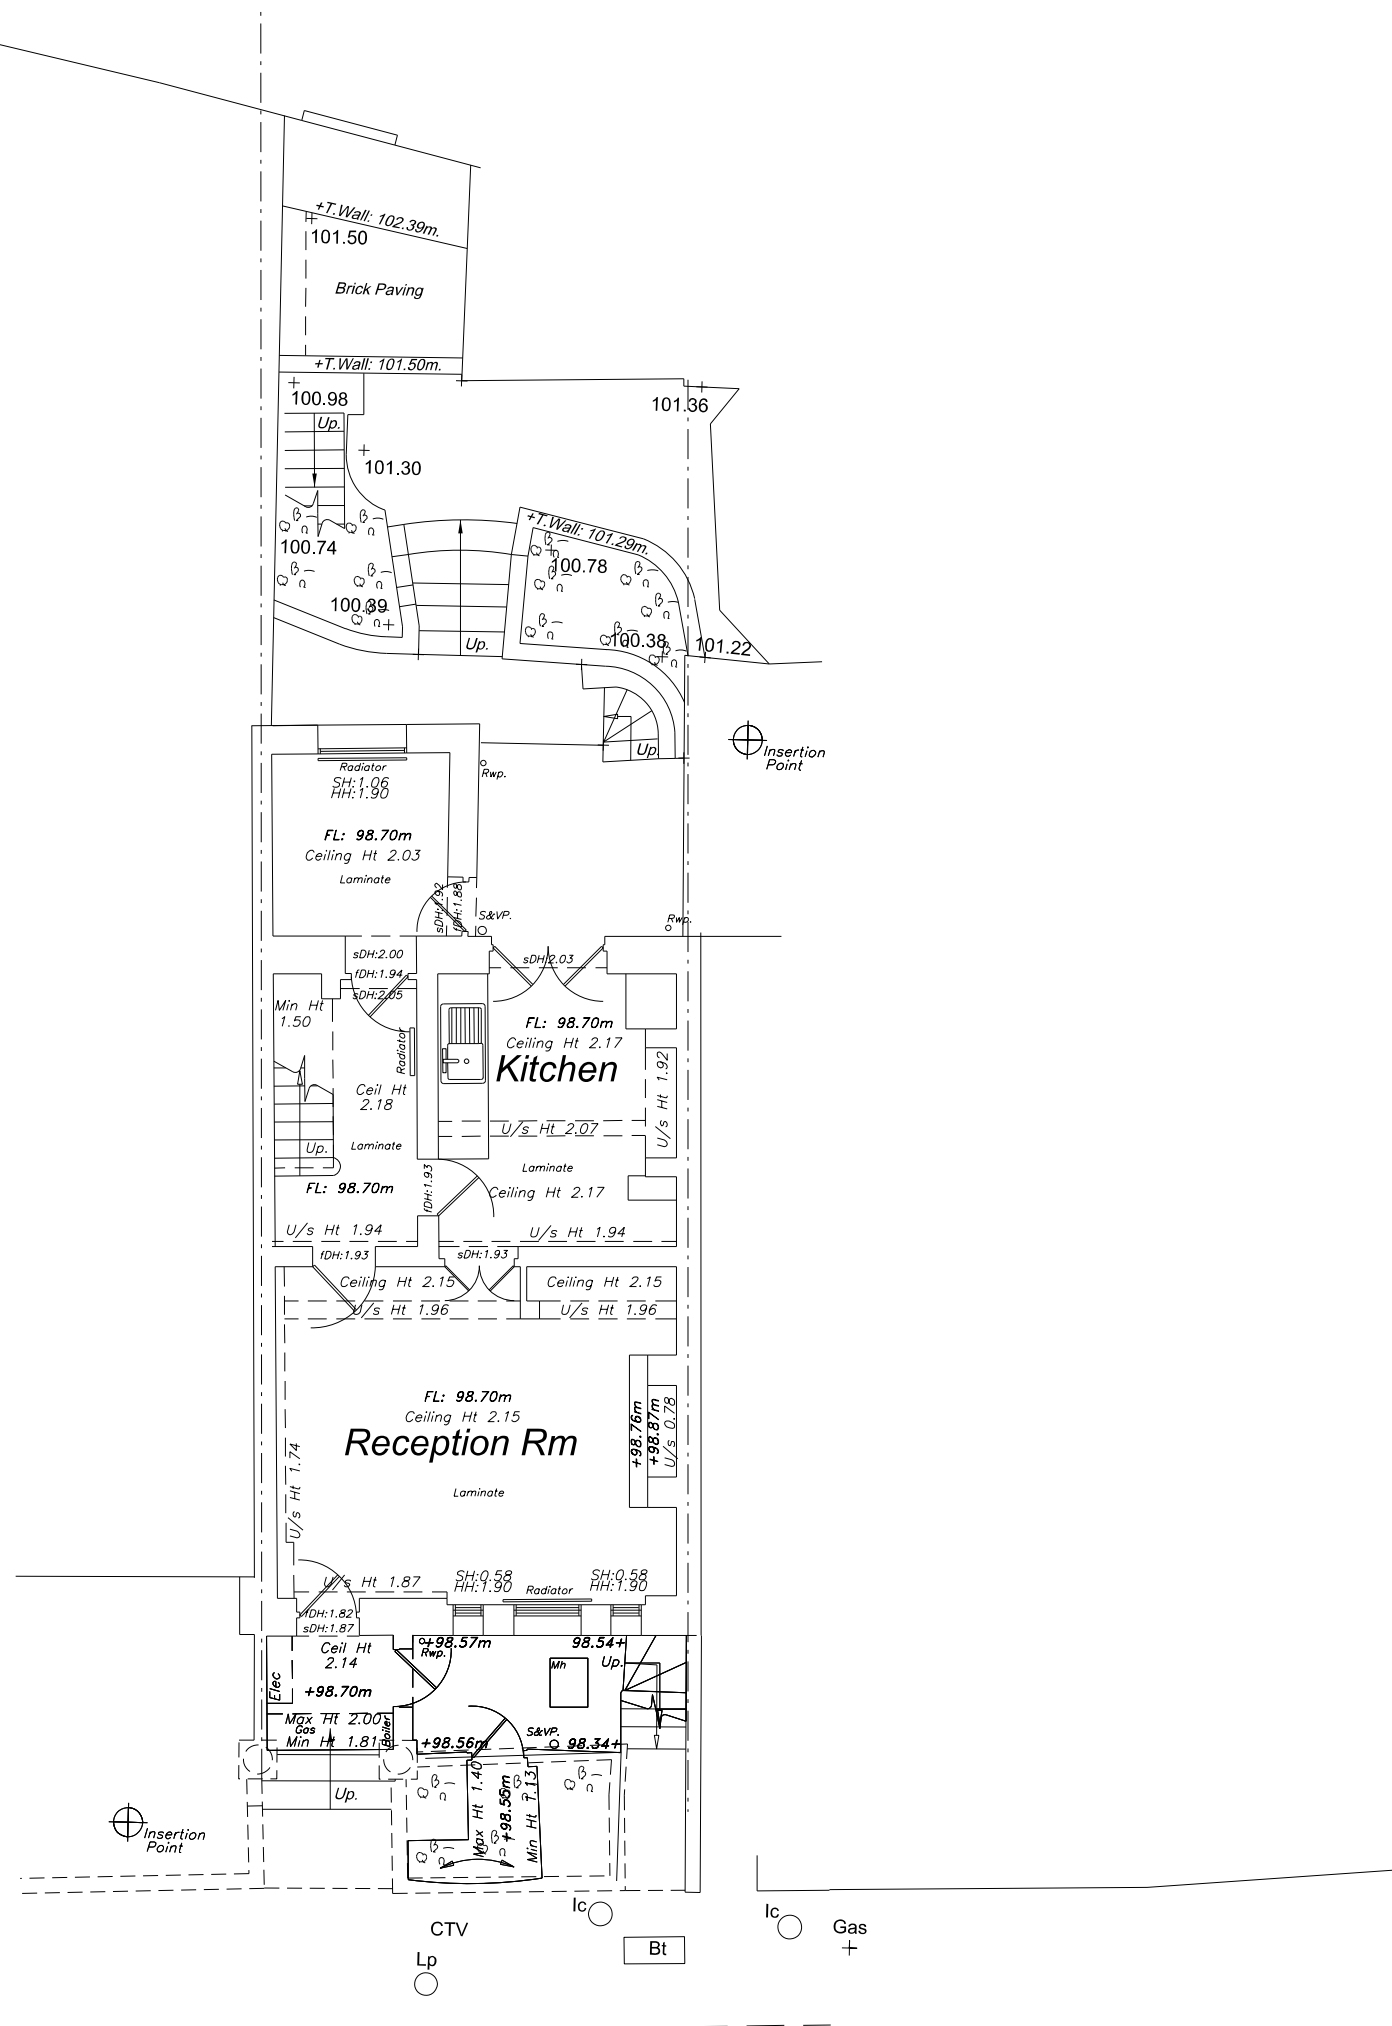 +T.Wall: 102.39m.
101.50
Brick Paving
+T.Wall: 101.50m.
100.98
101.36
Up.
101.30
+T.Wall: 101.29m.
100.74
100.78
100.39
100.38
101.22
Up.
Up.
Insertion
Point
Radiator
SH:1.06
HH:1.90
Rwp.
FL: 98.70m
Ceiling Ht 2.03
Laminate
sDH:1.92
fDH:1.88
S&VP.
Rwp.
sDH:2.00
fDH:1.94
sDH:2.05
sDH:2.03
Min Ht
1.50
Radiator
FL: 98.70m
Ceiling Ht 2.17
Kitchen
U/s Ht 1.92
Ceil Ht
2.18
U/s Ht 2.07
Up.
Laminate
Laminate
FL: 98.70m
fDH:1.93
Ceiling Ht 2.17
U/s Ht 1.94
U/s Ht 1.94
fDH:1.93
sDH:1.93
Ceiling Ht 2.15
Ceiling Ht 2.15
U/s Ht 1.96
U/s Ht 1.96
FL: 98.70m
Ceiling Ht 2.15
Reception Rm
+98.76m
+98.87m
U/s 0.78
U/s Ht 1.74
Laminate
U/s Ht 1.87
SH:0.58
HH:1.90
Radiator
SH:0.58
HH:1.90
fDH:1.82
sDH:1.87
Ceil Ht
2.14
+98.57m
Rwp.
98.54+
Up.
Mh
Elec
+98.70m
Max Ht 2.00
Gas
Min Ht 1.81
Boiler
S&VP.
+98.56m
98.34+
Up.
Max Ht 1.40
+98.55m
Min Ht 1.13
Insertion
Point
Ic
Ic
CTV
Gas
Bt
Lp